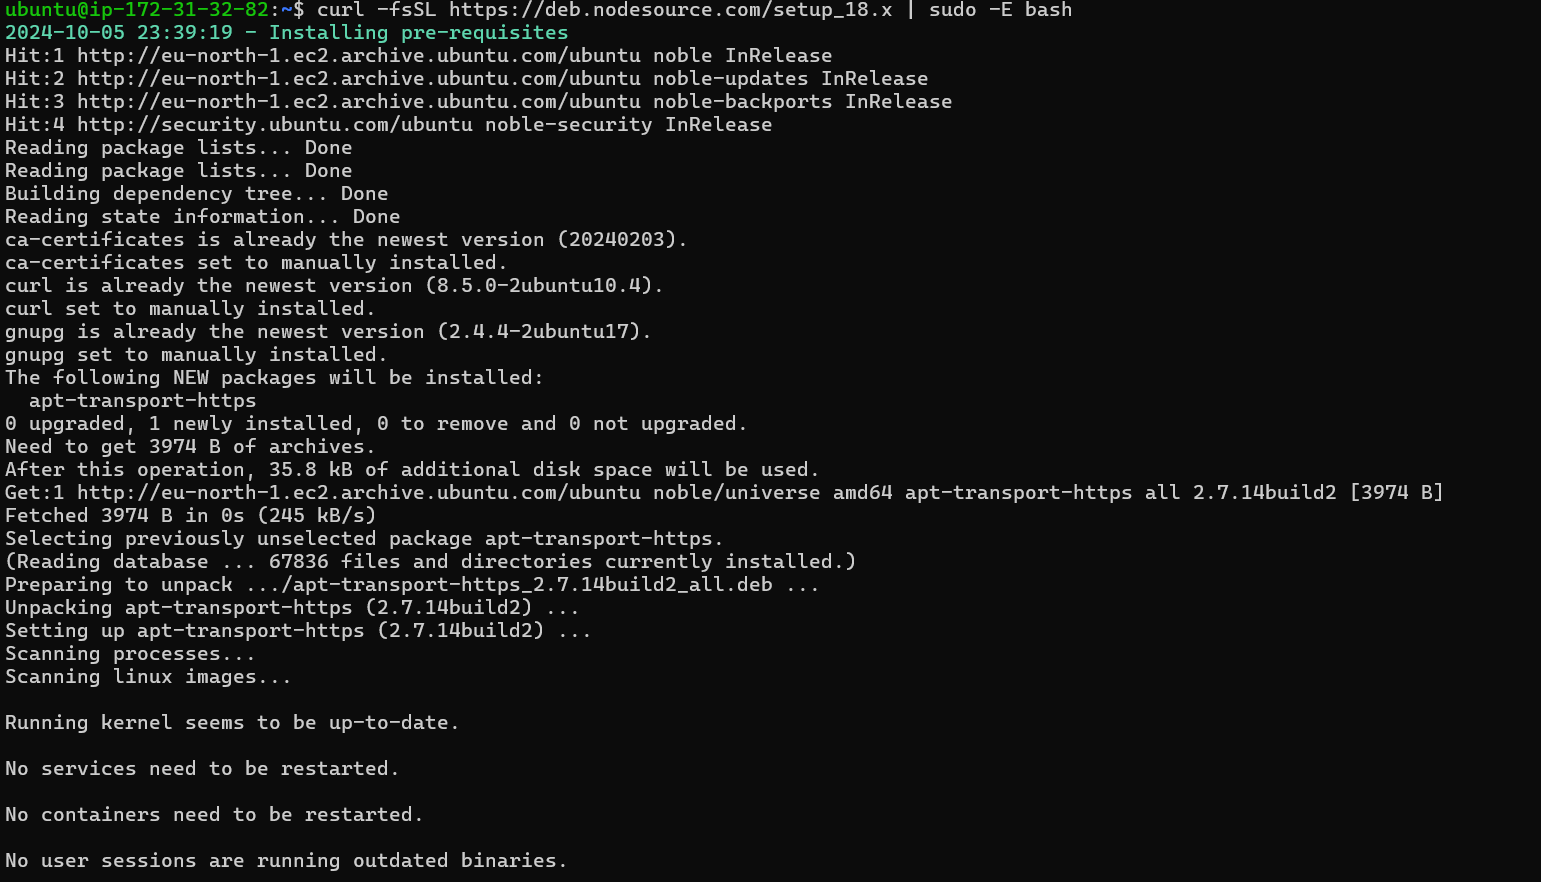 ubuntu@ip-172-31-32-82:~$ curl -fsSL https://deb.nodesource.com/setup_18.x | sudo -E bash
2024-10-05 23:39:19 - Installing pre-requisites
Hit:1 http://eu-north-1.ec2.archive.ubuntu.com/ubuntu noble InRelease
Hit:2 http://eu-north-1.ec2.archive.ubuntu.com/ubuntu noble-updates InRelease
Hit:3 http://eu-north-1.ec2.archive.ubuntu.com/ubuntu noble-backports InRelease
Hit:4 http://security.ubuntu.com/ubuntu noble-security InRelease
Reading package lists... Done
Reading package lists... Done
Building dependency tree... Done
Reading state information... Done
ca-certificates is already the newest version (20240203).
ca-certificates set to manually installed.
curl is already the newest version (8.5.0-2ubuntu10.4).
curl set to manually installed.
gnupg is already the newest version (2.4.4-2ubuntu17).
gnupg set to manually installed.
The following NEW packages will be installed:
  apt-transport-https
0 upgraded, 1 newly installed, 0 to remove and 0 not upgraded.
Need to get 3974 B of archives.
After this operation, 35.8 kB of additional disk space will be used.
Get:1 http://eu-north-1.ec2.archive.ubuntu.com/ubuntu noble/universe amd64 apt-transport-https all 2.7.14build2 [3974 B]
Fetched 3974 B in 0s (245 kB/s)
Selecting previously unselected package apt-transport-https.
(Reading database ... 67836 files and directories currently installed.)
Preparing to unpack .../apt-transport-https_2.7.14build2_all.deb ...
Unpacking apt-transport-https (2.7.14build2) ...
Setting up apt-transport-https (2.7.14build2) ...
Scanning processes...
Scanning linux images...
Running kernel seems to be up-to-date.
No services need to be restarted.
No containers need to be restarted.
No user sessions are running outdated binaries.